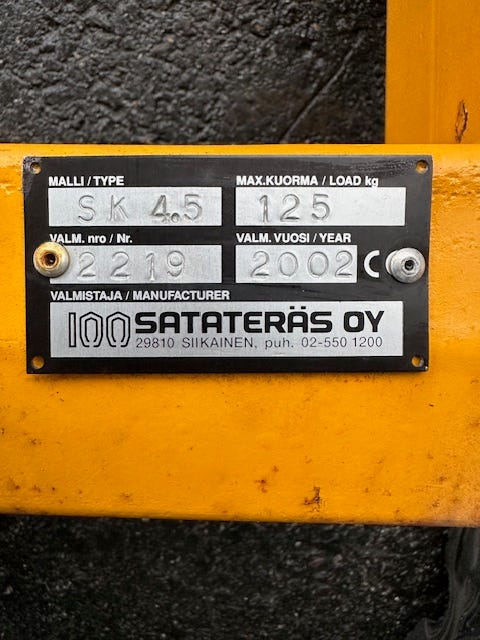 MALLI / TYPE MAX.KUORMA / LOAD kg
SK 4.5 125
VALM. nro / Nr. VALM. VUOSI / YEAR
2219 2002 C
VALMISTAJA / MANUFACTURER
100 SATATERÄS OY
29810 SIIKAINEN, puh. 02-550 1200